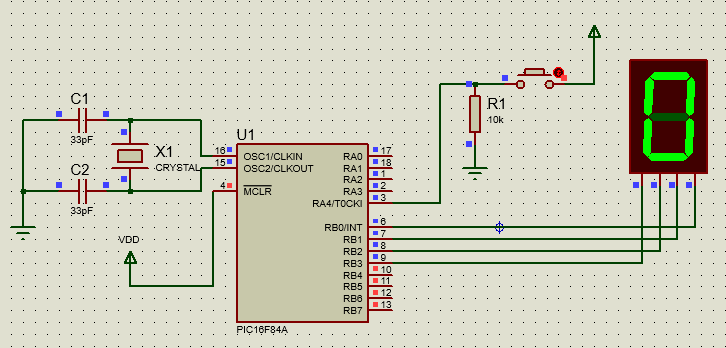 C1
33pF
X1
CRYSTAL
C2
33pF
VDD
U1
16 OSC1/CLKIN
15 OSC2/CLKOUT
4 MCLR
RA0 17
RA1 18
RA2 1
RA3 2
RA4/T0CKI 3
RB0/INT 6
RB1 7
RB2 8
RB3 9
RB4 10
RB5 11
RB6 12
RB7 13
PIC16F84A
R1
10k
0